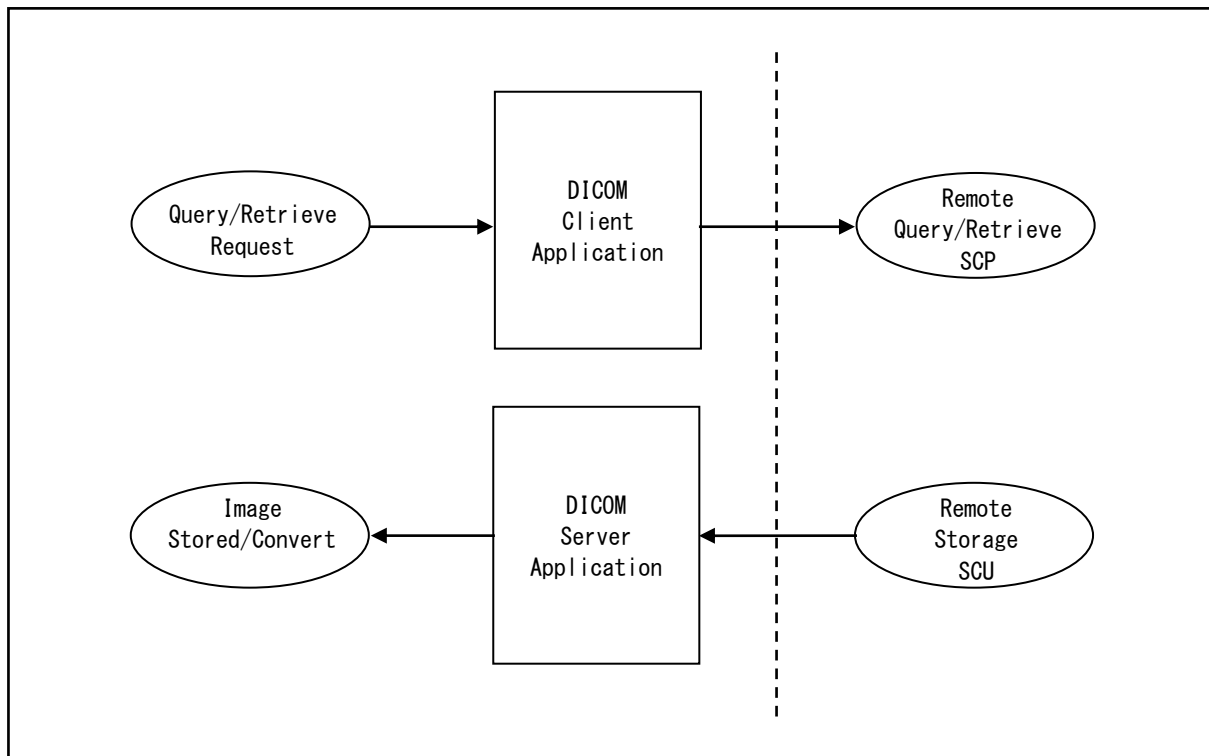 Query/Retrieve
Request
DICOM
Client
Application
Remote
Query/Retrieve
SCP
Image
Stored/Convert
DICOM
Server
Application
Remote
Storage
SCU